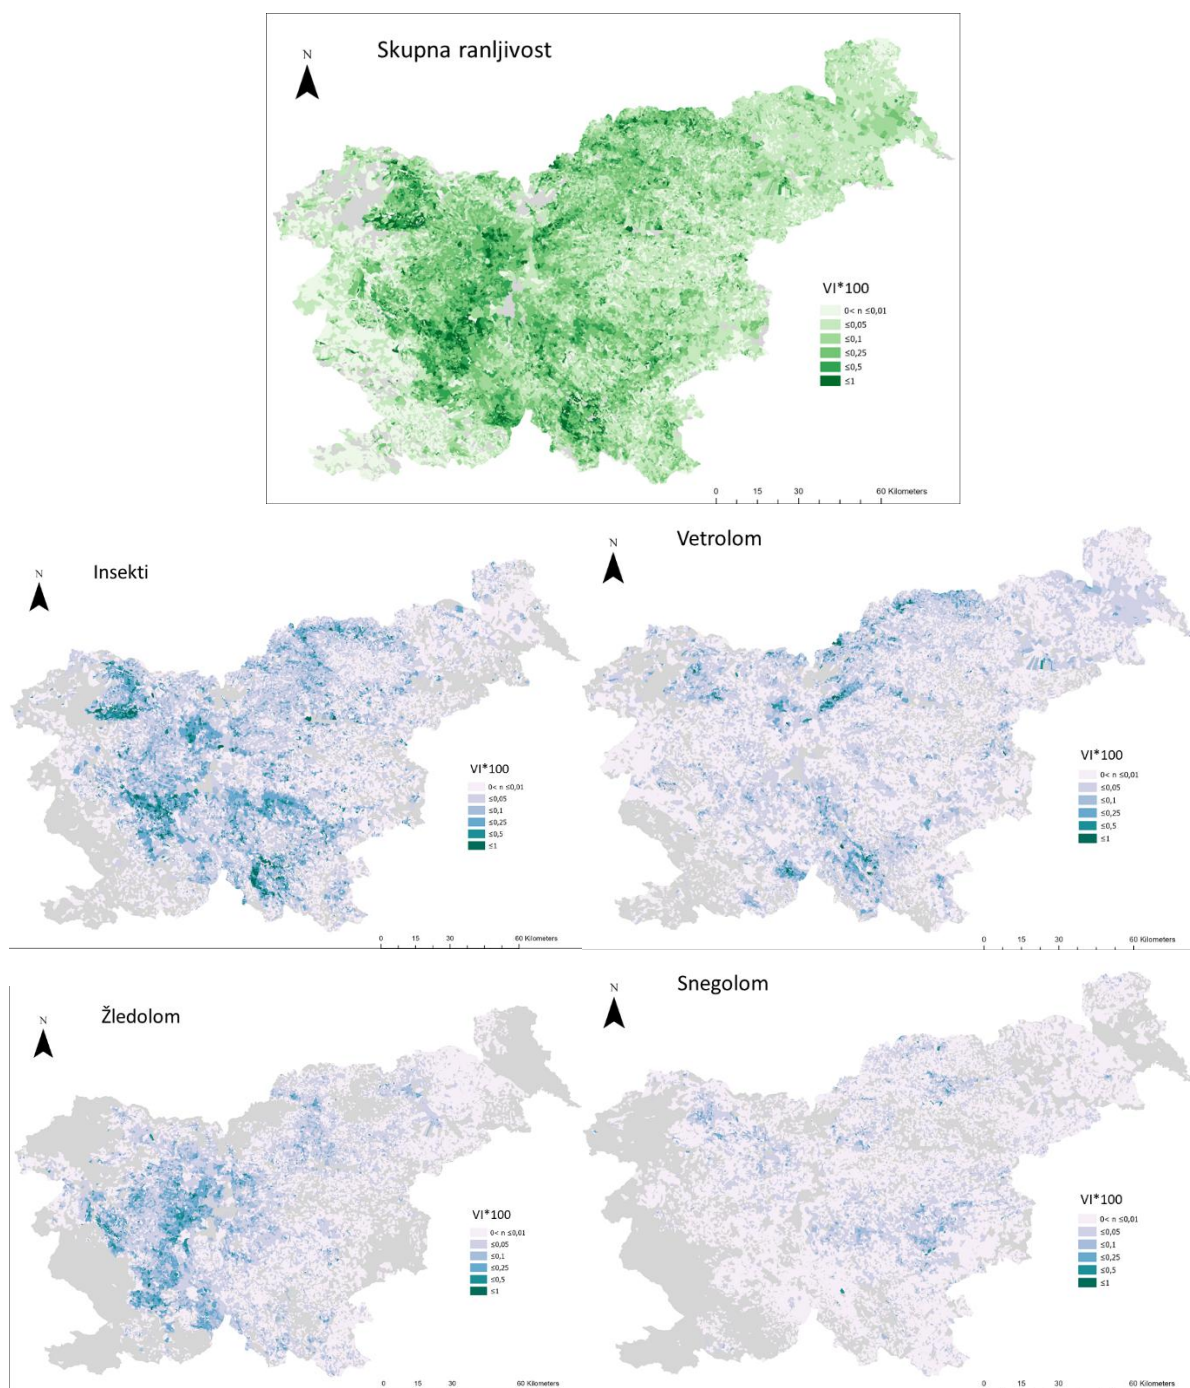 Skupna ranljivost
N
VI*100
0< n ≤0,01
≤0,05
≤0,1
≤0,25
≤0,5
≤1
0 15 30 60 Kilometers
Insekti
N
VI*100
0< n ≤0,01
≤0,05
≤0,1
≤0,25
≤0,5
≤1
0 15 30 60 Kilometers
Vetrolom
N
VI*100
0< n ≤0,01
≤0,05
≤0,1
≤0,25
≤0,5
≤1
0 15 30 60 Kilometers
Žledolom
N
VI*100
0< n ≤0,01
≤0,05
≤0,1
≤0,25
≤0,5
≤1
0 15 30 60 Kilometers
Snegolom
N
VI*100
0< n ≤0,01
≤0,05
≤0,1
≤0,25
≤0,5
≤1
0 15 30 60 Kilometers